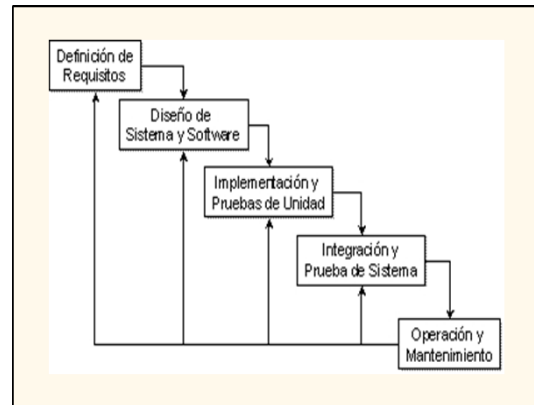 Definición de
Requisitos
Diseño de
Sistema y Software
Implementación y
Pruebas de Unidad
Integración y
Prueba de Sistema
Operación y
Mantenimiento